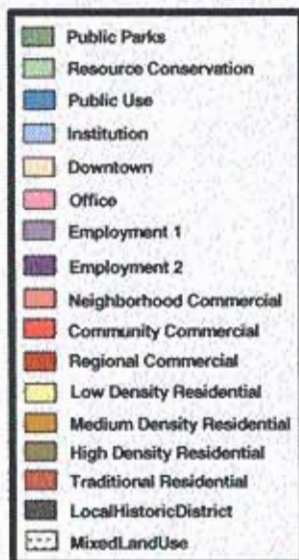 Public Parks
Resource Conservation
Public Use
Institution
Downtown
Office
Employment 1
Employment 2
Neighborhood Commercial
Community Commercial
Regional Commercial
Low Density Residential
Medium Density Residential
High Density Residential
Traditional Residential
LocalHistoricDistrict
MixedLandUse